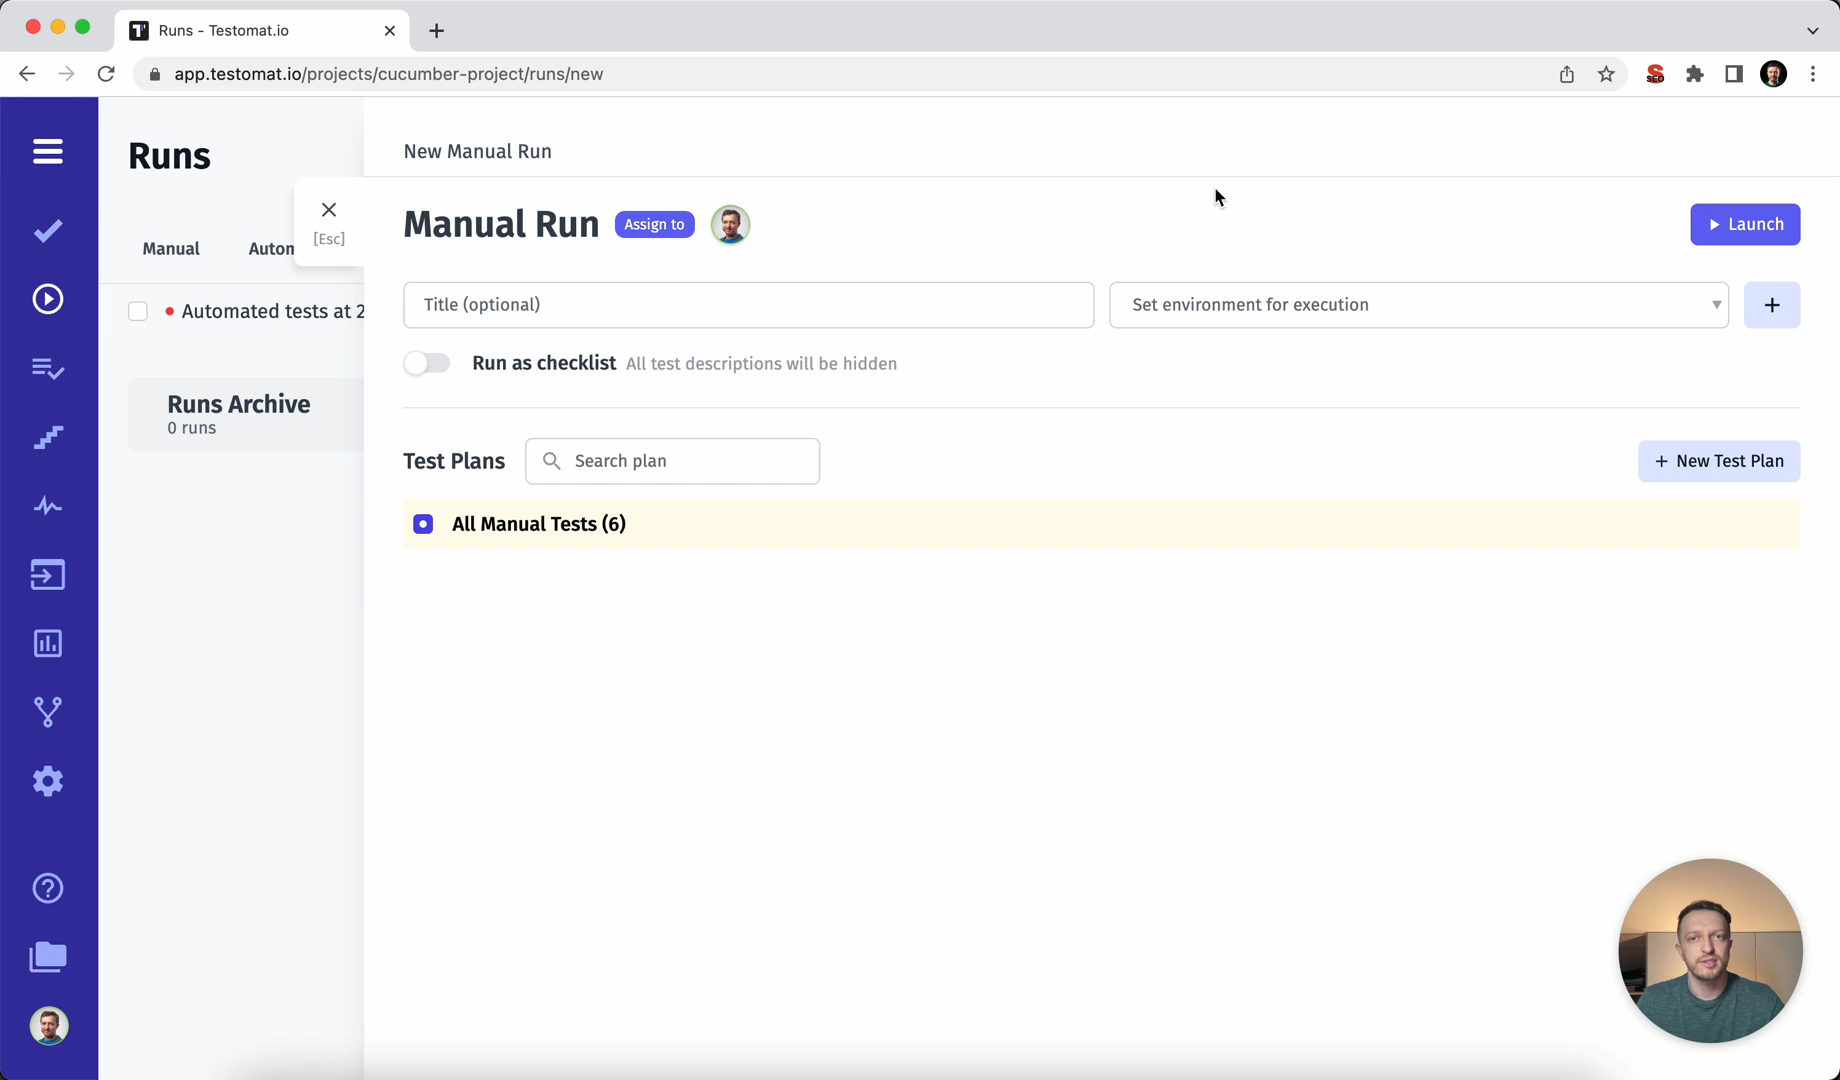 Runs - Testomat.io
app.testomat.io/projects/cucumber-project/runs/new
SEO
Runs
New Manual Run
[Esc]
Manual Run
Assign to
Launch
Manual
Autom
Title (optional)
Set environment for execution
Automated tests at 2
Run as checklist All test descriptions will be hidden
Runs Archive
0 runs
Test Plans
Search plan
+ New Test Plan
All Manual Tests (6)